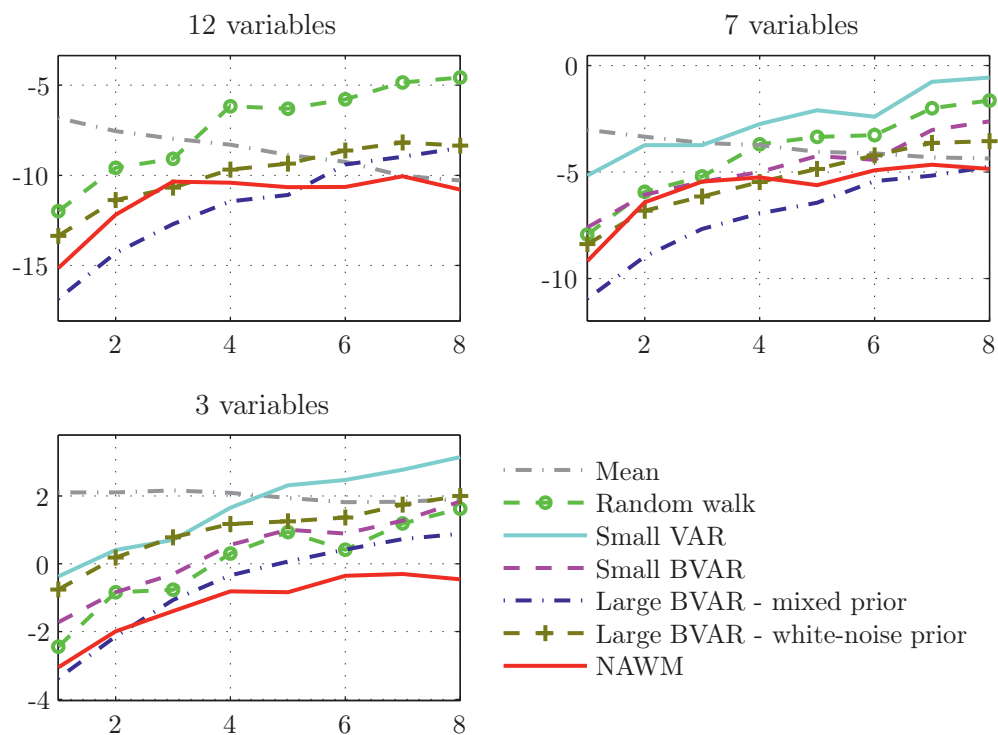 12 variables
-5
-10
-15
2 4 6 8
7 variables
0
-5
-10
2 4 6 8
3 variables
2
0
-2
-4
2 4 6 8
Mean
Random walk
Small VAR
Small BVAR
Large BVAR - mixed prior
Large BVAR - white-noise prior
NAWM